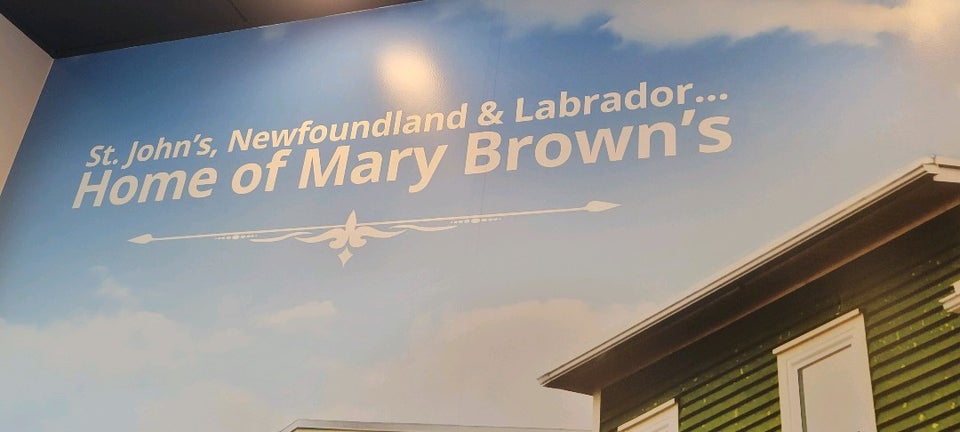 St. John's, Newfoundland & Labrador...
Home of Mary Brown's